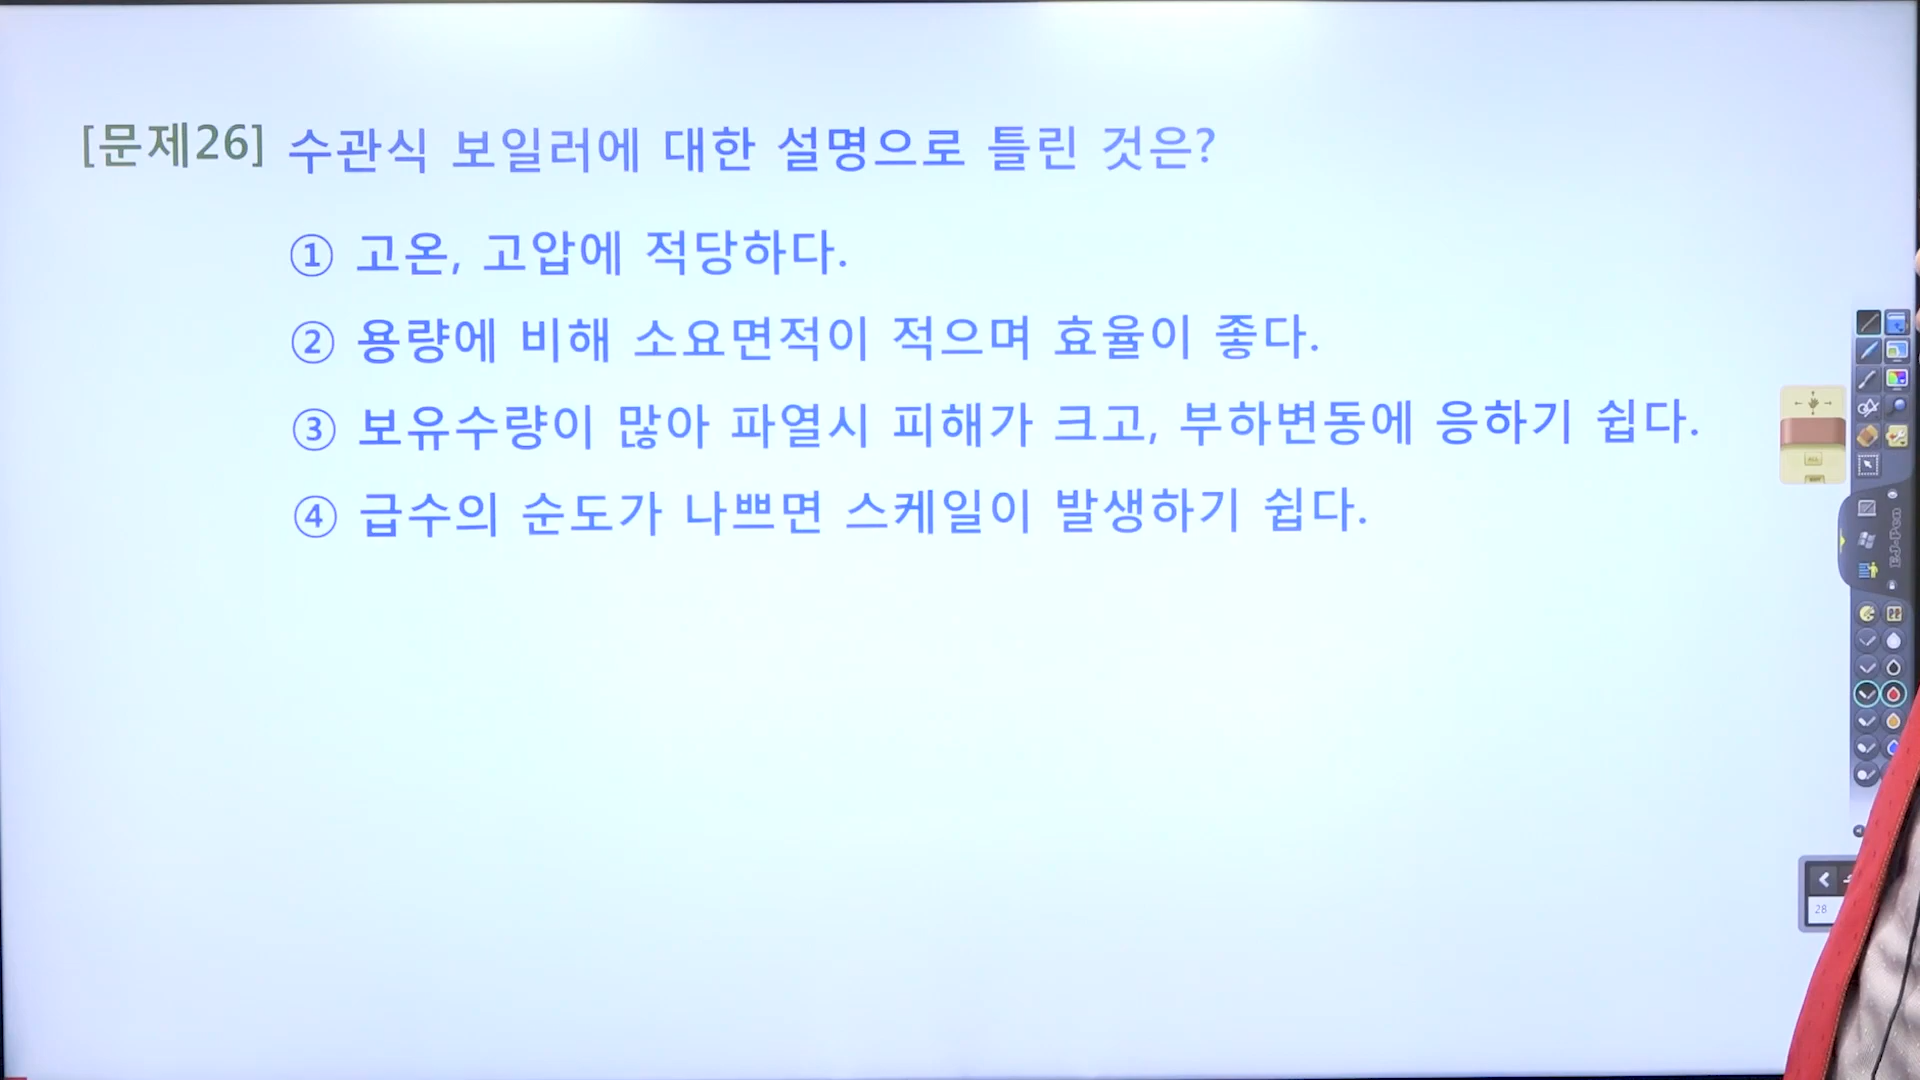 [문제26] 수관식 보일러에 대한 설명으로 틀린 것은?
① 고온, 고압에 적당하다.
② 용량에 비해 소요면적이 적으며 효율이 좋다.
③ 보유수량이 많아 파열시 피해가 크고, 부하변동에 응하기 쉽다.
④ 급수의 순도가 나쁘면 스케일이 발생하기 쉽다.
ALL
EJ-Pen
28